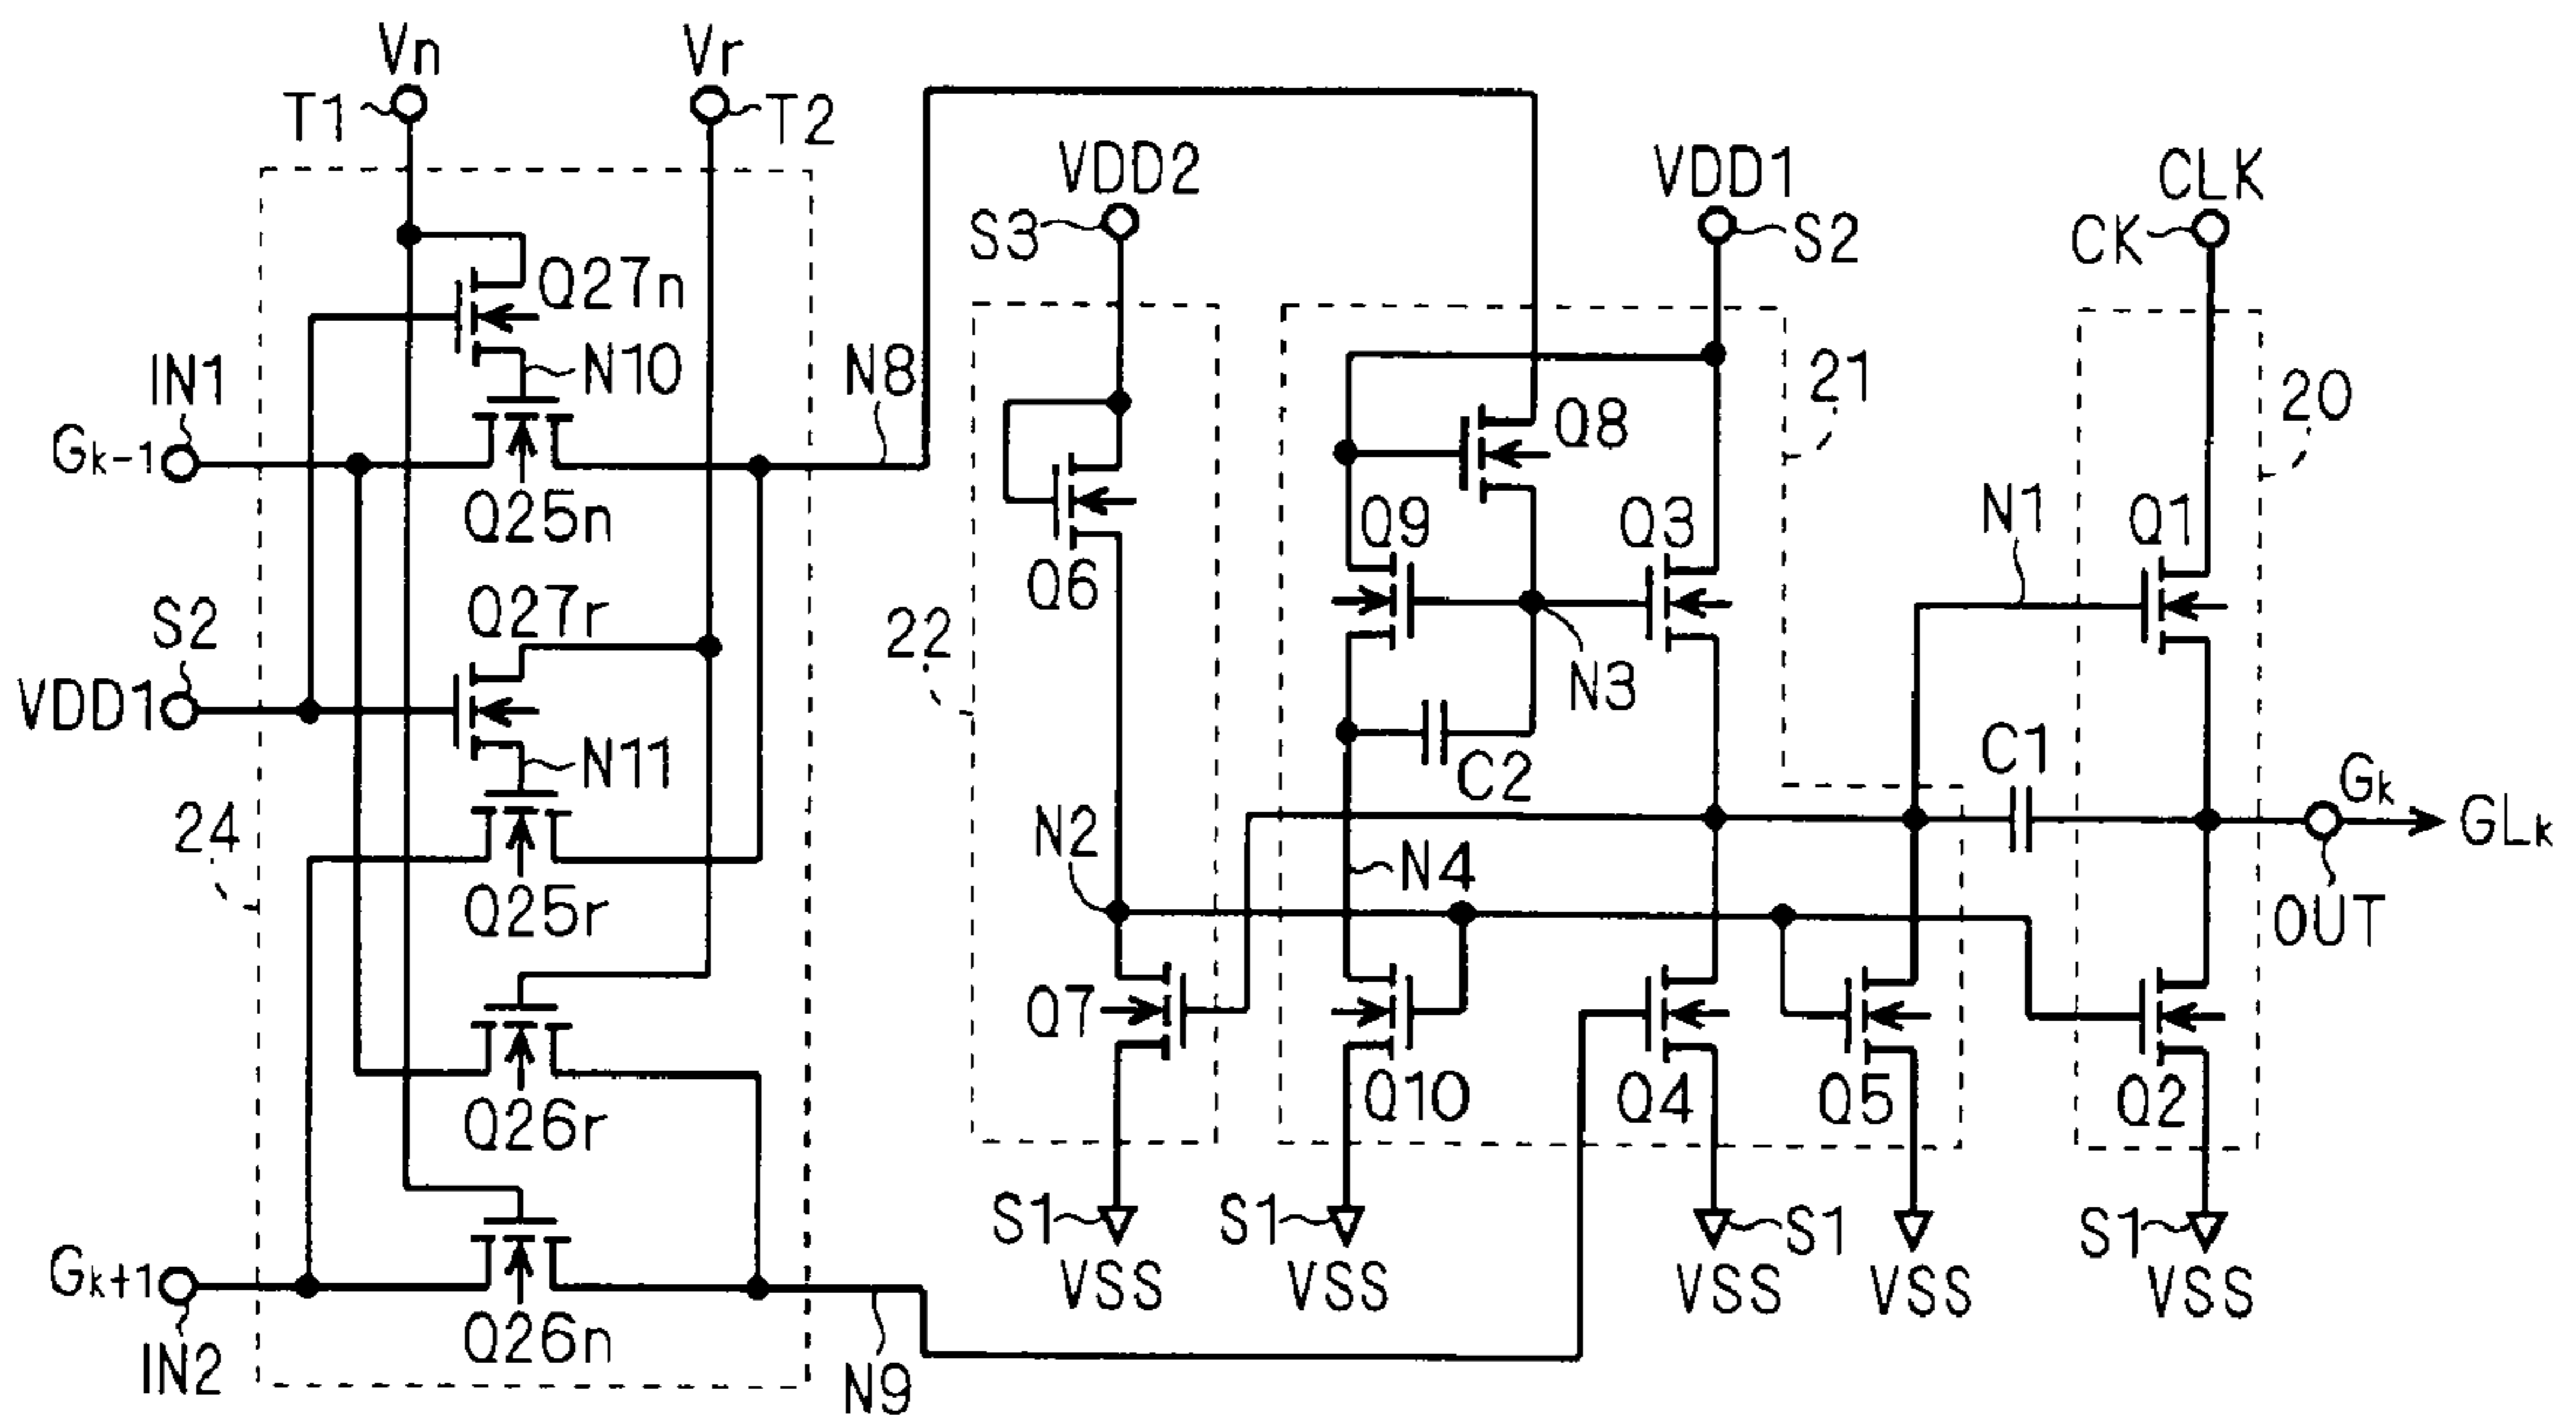 Vn
Vr
T1
T2
VDD2
VDD1
CLK
S3
S2
CK
Q27n
IN1
N10
N8
21
20
Gk-1
Q8
Q25n
Q9
Q3
N1
Q1
Q6
S2
Q27r
22
N3
VDD1
N11
C2
C1
Gk
GLk
24
N2
N4
Q25r
OUT
Q7
Q26r
Q10
Q4
Q5
Q2
S1
S1
S1
S1
Gk+1
VSS
VSS
VSS
VSS
VSS
Q26n
IN2
N9